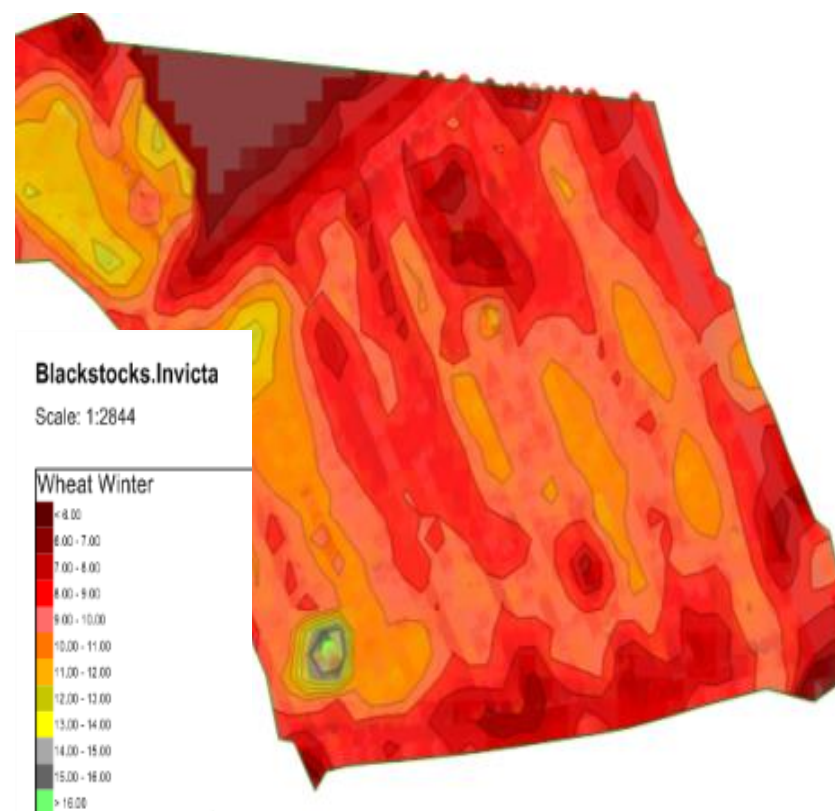 Blackstocks.Invicta
Scale: 1:2844
Wheat Winter
< 6.00
6.00 - 7.00
7.00 - 8.00
8.00 - 9.00
9.00 - 10.00
10.00 - 11.00
11.00 - 12.00
12.00 - 13.00
13.00 - 14.00
14.00 - 15.00
15.00 - 16.00
> 16.00